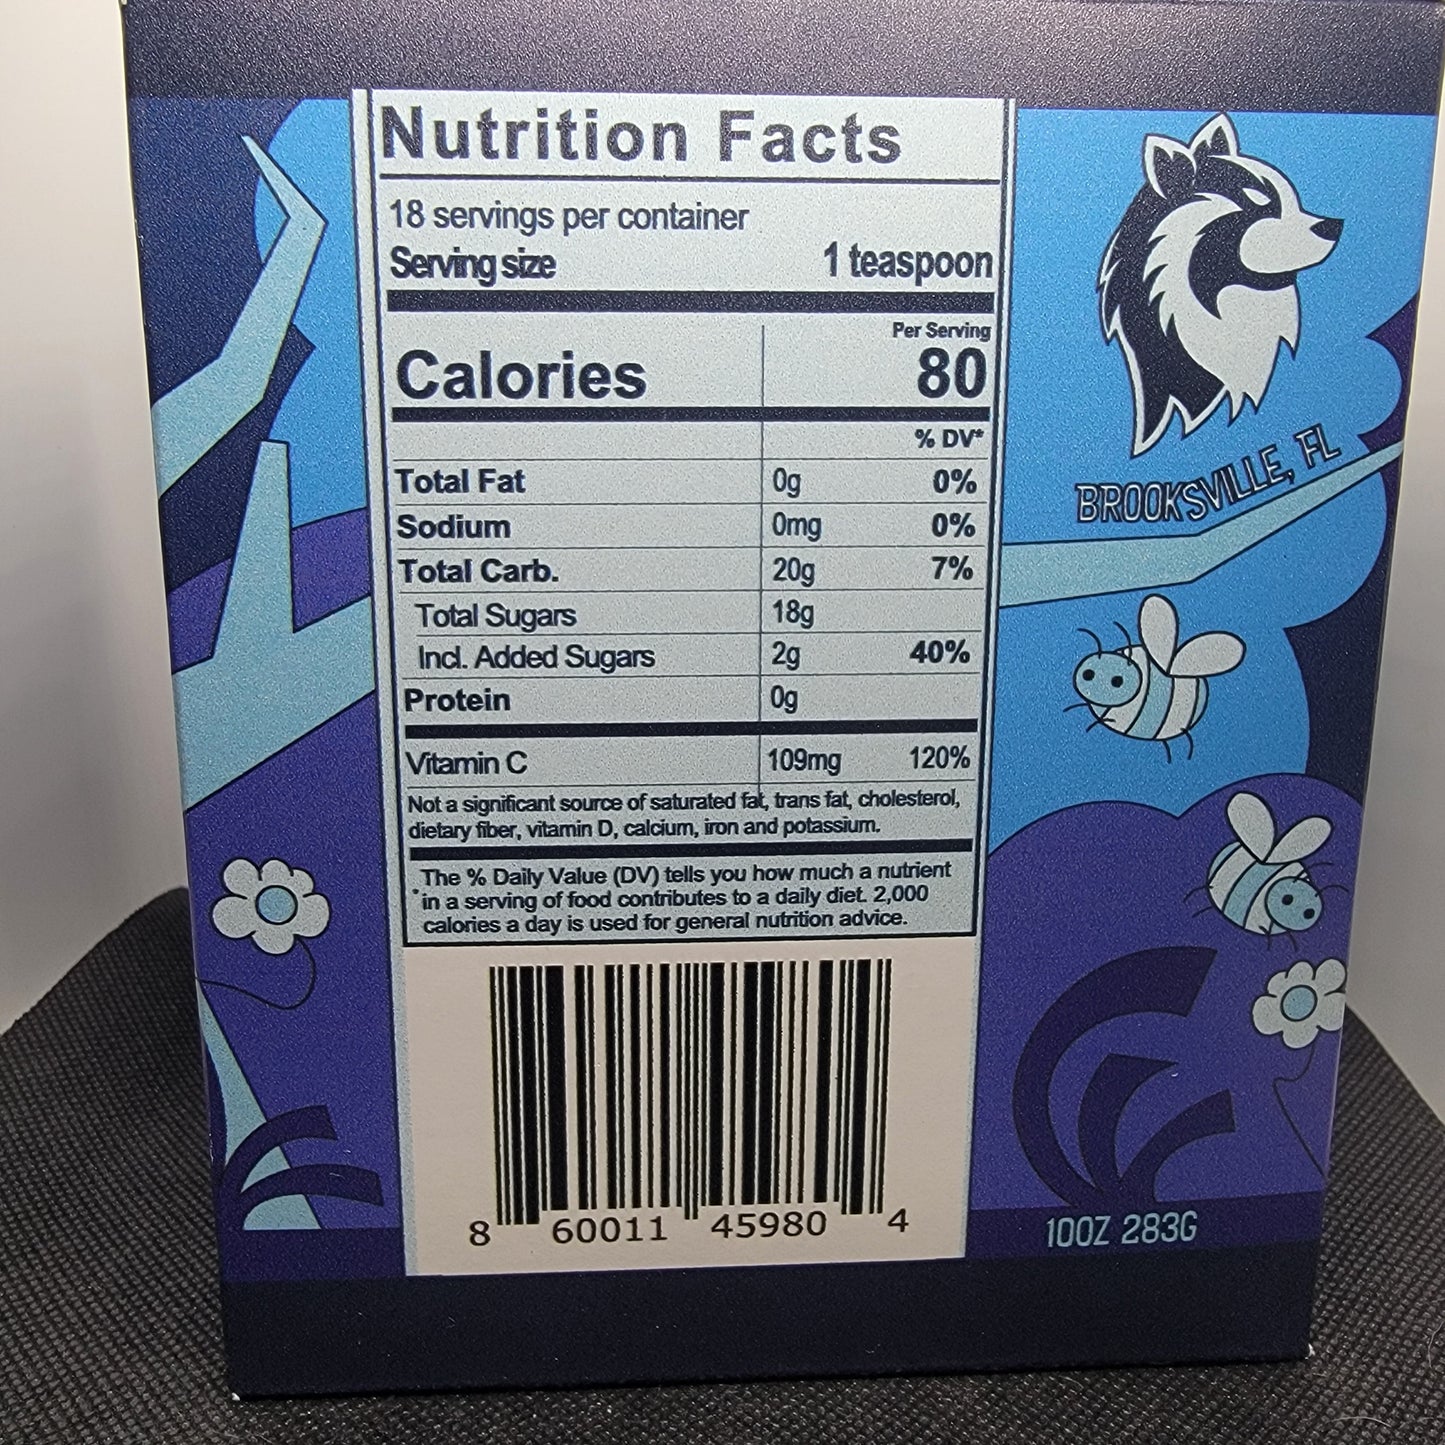 Nutrition Facts
18 servings per container
Serving size 1 teaspoon
Per Serving
Calories 80
% DV*
Total Fat 0g 0%
Sodium 0mg 0%
Total Carb. 20g 7%
Total Sugars 18g
Incl. Added Sugars 2g 40%
Protein 0g
Vitamin C 109mg 120%
Not a significant source of saturated fat, trans fat, cholesterol,
dietary fiber, vitamin D, calcium, iron and potassium.
The % Daily Value (DV) tells you how much a nutrient
*in a serving of food contributes to a daily diet. 2,000
calories a day is used for general nutrition advice.
8 60011 45980 4
BROOKSVILLE, FL
10OZ 283G